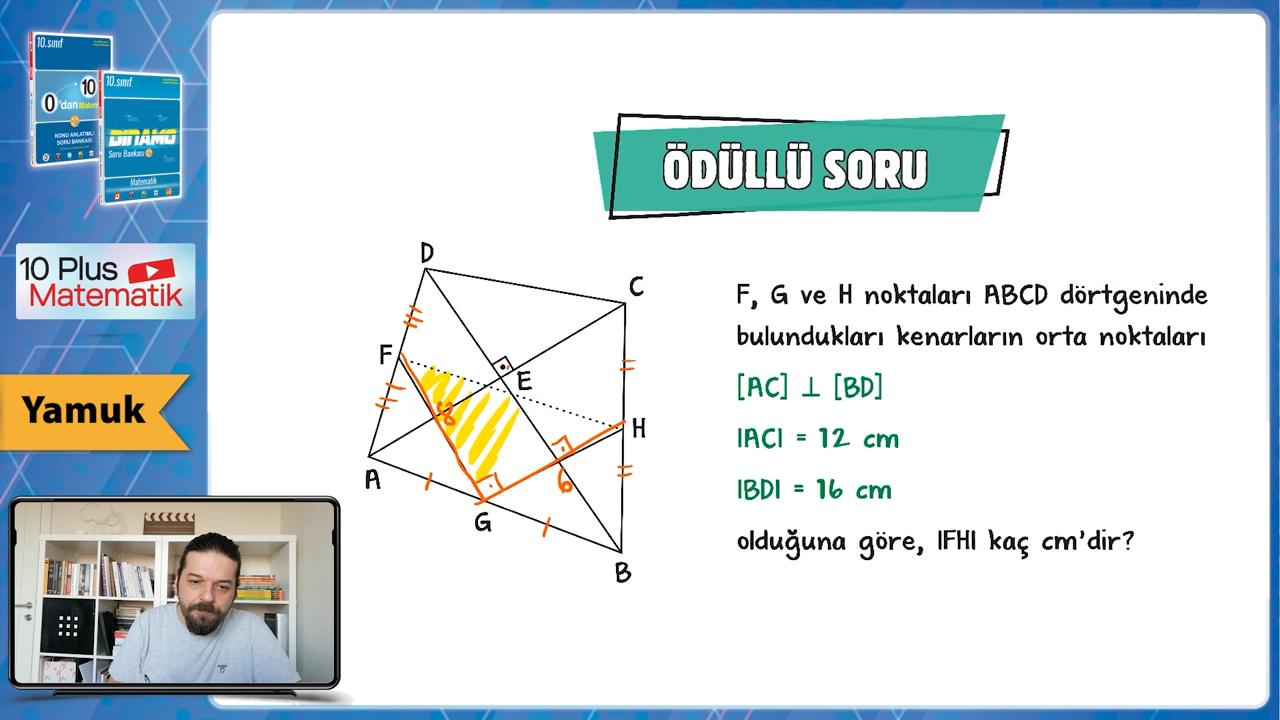 10.sınıf
0'dan 10
Matem
KONU ANLATIMLI
SORU BANKASI
10.sınıf
DİNAMO
Soru Bankası
Matematik
10 Plus
Matematik
Yamuk
ÖDÜLLÜ SORU
D
C
F
E
8
H
A
6
G
B
F, G ve H noktaları ABCD dörtgeninde
bulundukları kenarların orta noktaları
[AC] ⊥ [BD]
|AC| = 12 cm
|BD| = 16 cm
olduğuna göre, |FH| kaç cm'dir?